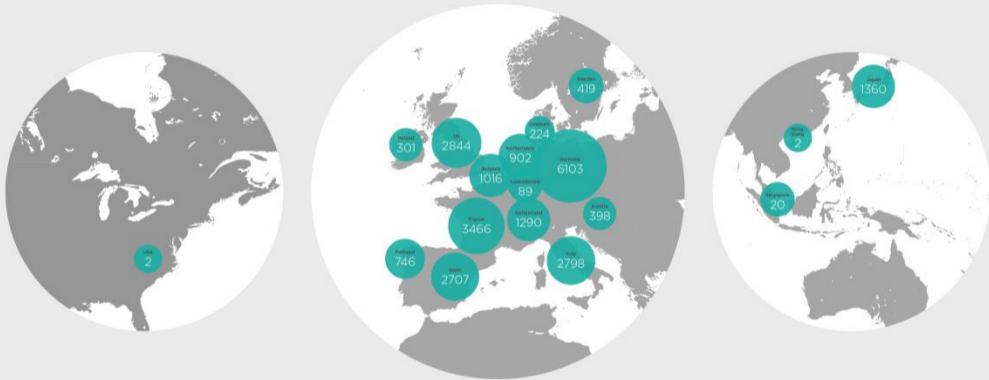 USA
2
Ireland
301
UK
2844
Sweden
419
Denmark
224
Netherlands
902
Germany
6103
Belgium
1016
Luxembourg
89
France
3466
Switzerland
1290
Austria
398
Portugal
746
Spain
2707
Italy
2798
Japan
1360
Hong
Kong
2
Singapore
20